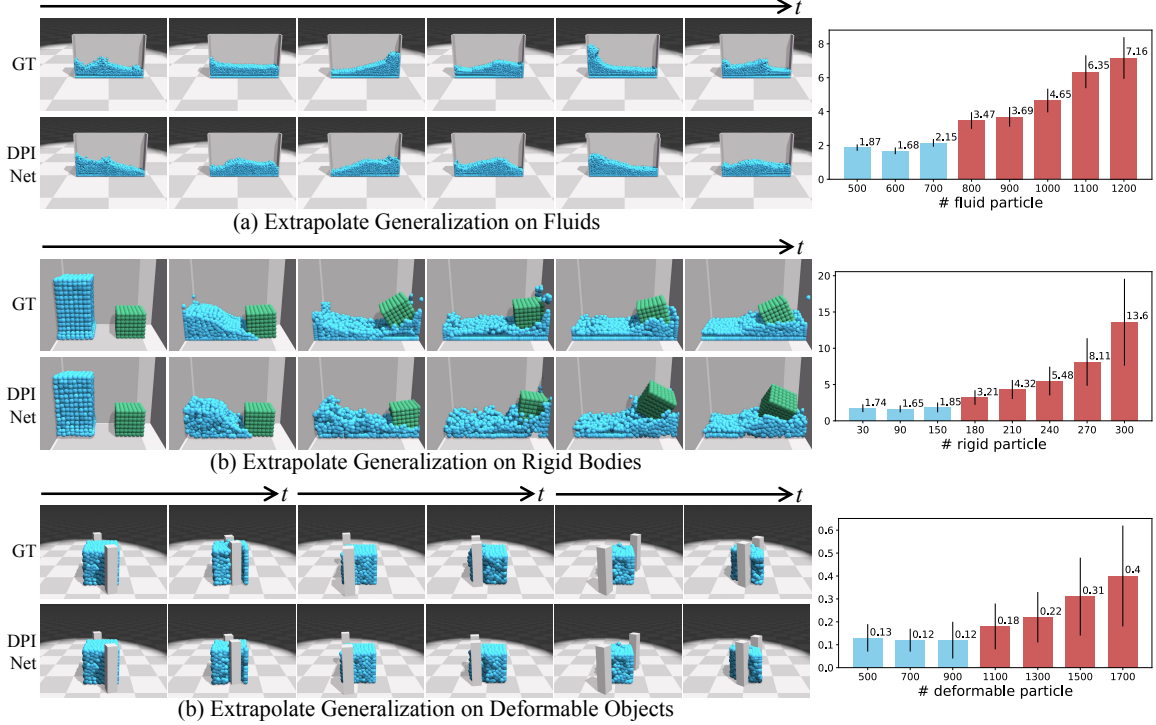 t
GT
DPI
Net
(a) Extrapolate Generalization on Fluids
8
6
4
2
0
1.87
1.68
2.15
3.47
3.69
4.65
6.35
7.16
500 600 700 800 900 1000 1100 1200
# fluid particle
t
GT
DPI
Net
(b) Extrapolate Generalization on Rigid Bodies
20
15
10
5
0
1.74
1.65
1.85
3.21
4.32
5.48
8.11
13.6
30 90 150 180 210 240 270 300
# rigid particle
t t t
GT
DPI
Net
(b) Extrapolate Generalization on Deformable Objects
0.6
0.5
0.4
0.3
0.2
0.1
0.0
0.13
0.12
0.12
0.18
0.22
0.31
0.4
500 700 900 1100 1300 1500 1700
# deformable particle